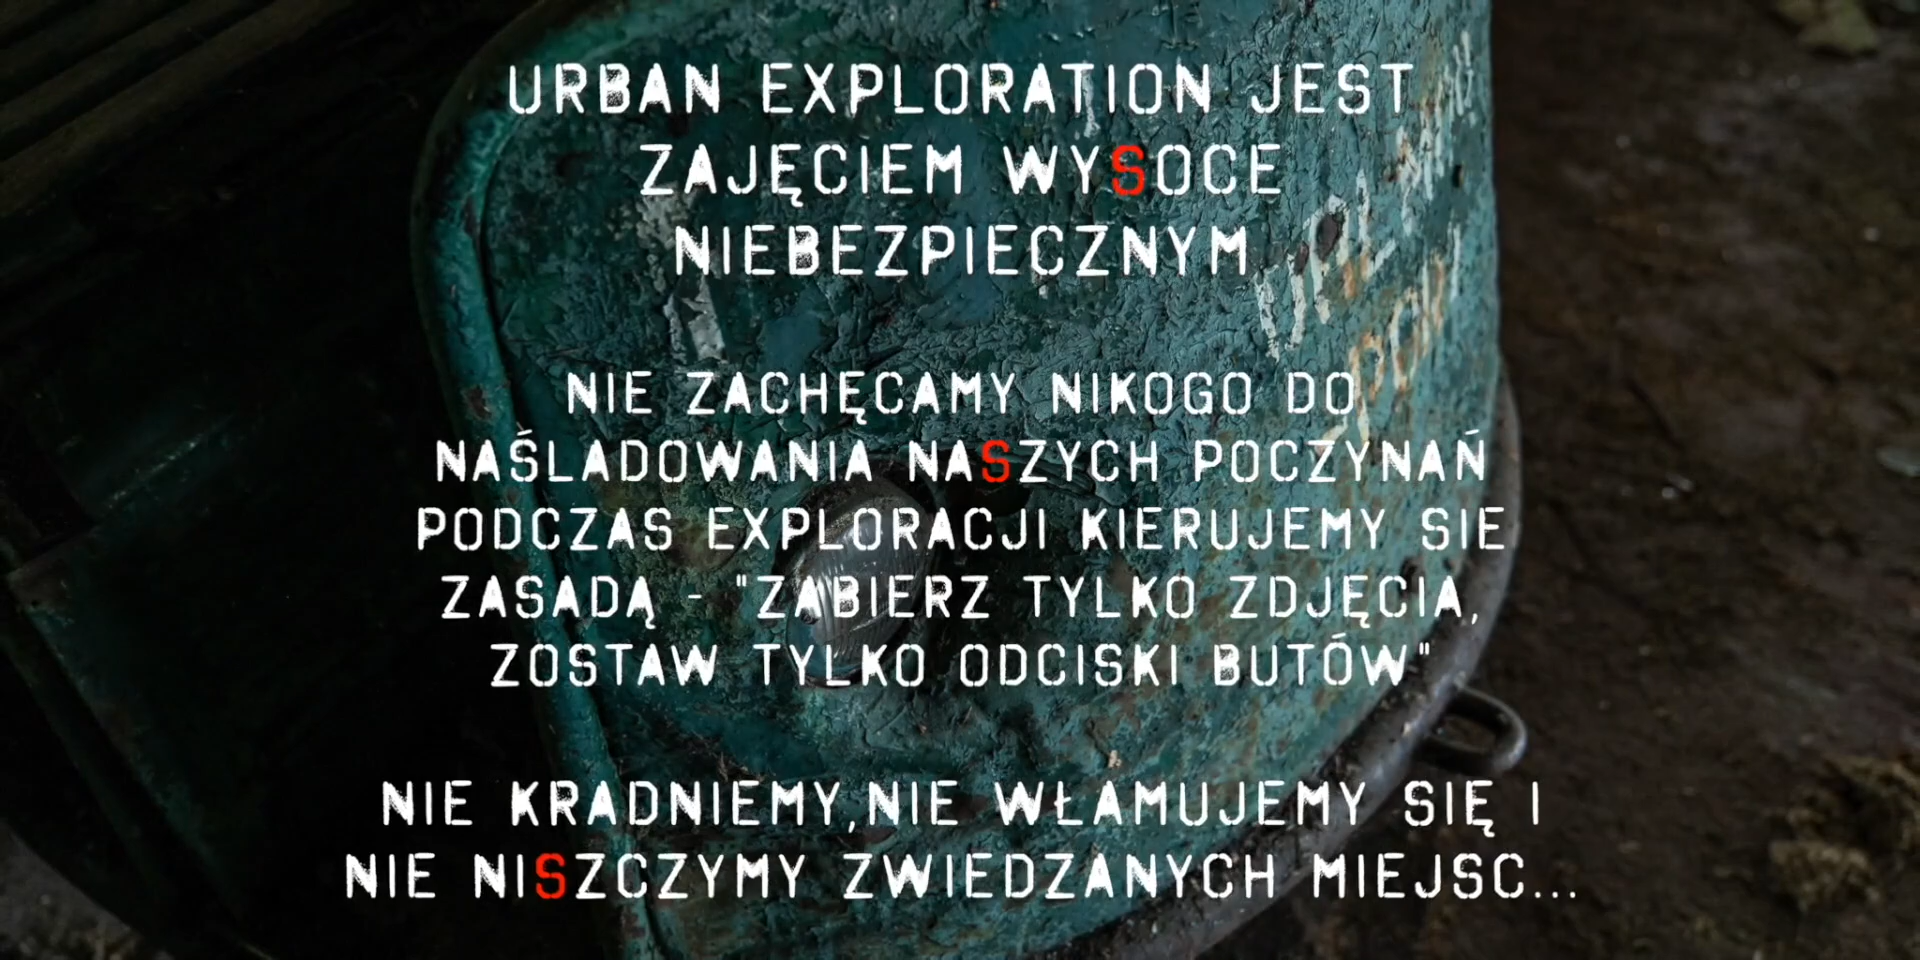 URBAN EXPLORATION JEST
ZAJĘCIEM WYSOCE
NIEBEZPIECZNYM
NIE ZACHĘCAMY NIKOGO DO
NAŚLADOWANIA NASZYCH POCZYNAŃ
PODCZAS EXPLORACJI KIERUJEMY SIE
ZASADĄ - "ZABIERZ TYLKO ZDJĘCIA,
ZOSTAW TYLKO ODCISKI BUTÓW"
NIE KRADNIEMY,NIE WŁAMUJEMY SIĘ I
NIE NISZCZYMY ZWIEDZANYCH MIEJSC...